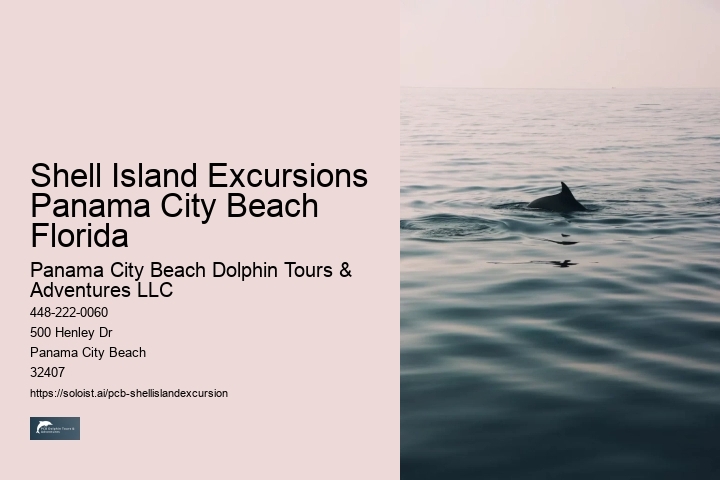 Shell Island Excursions
Panama City Beach
Florida
Panama City Beach Dolphin Tours &
Adventures LLC
448-222-0060
500 Henley Dr
Panama City Beach
32407
https://soloist.ai/pcb-shellislandexcursion